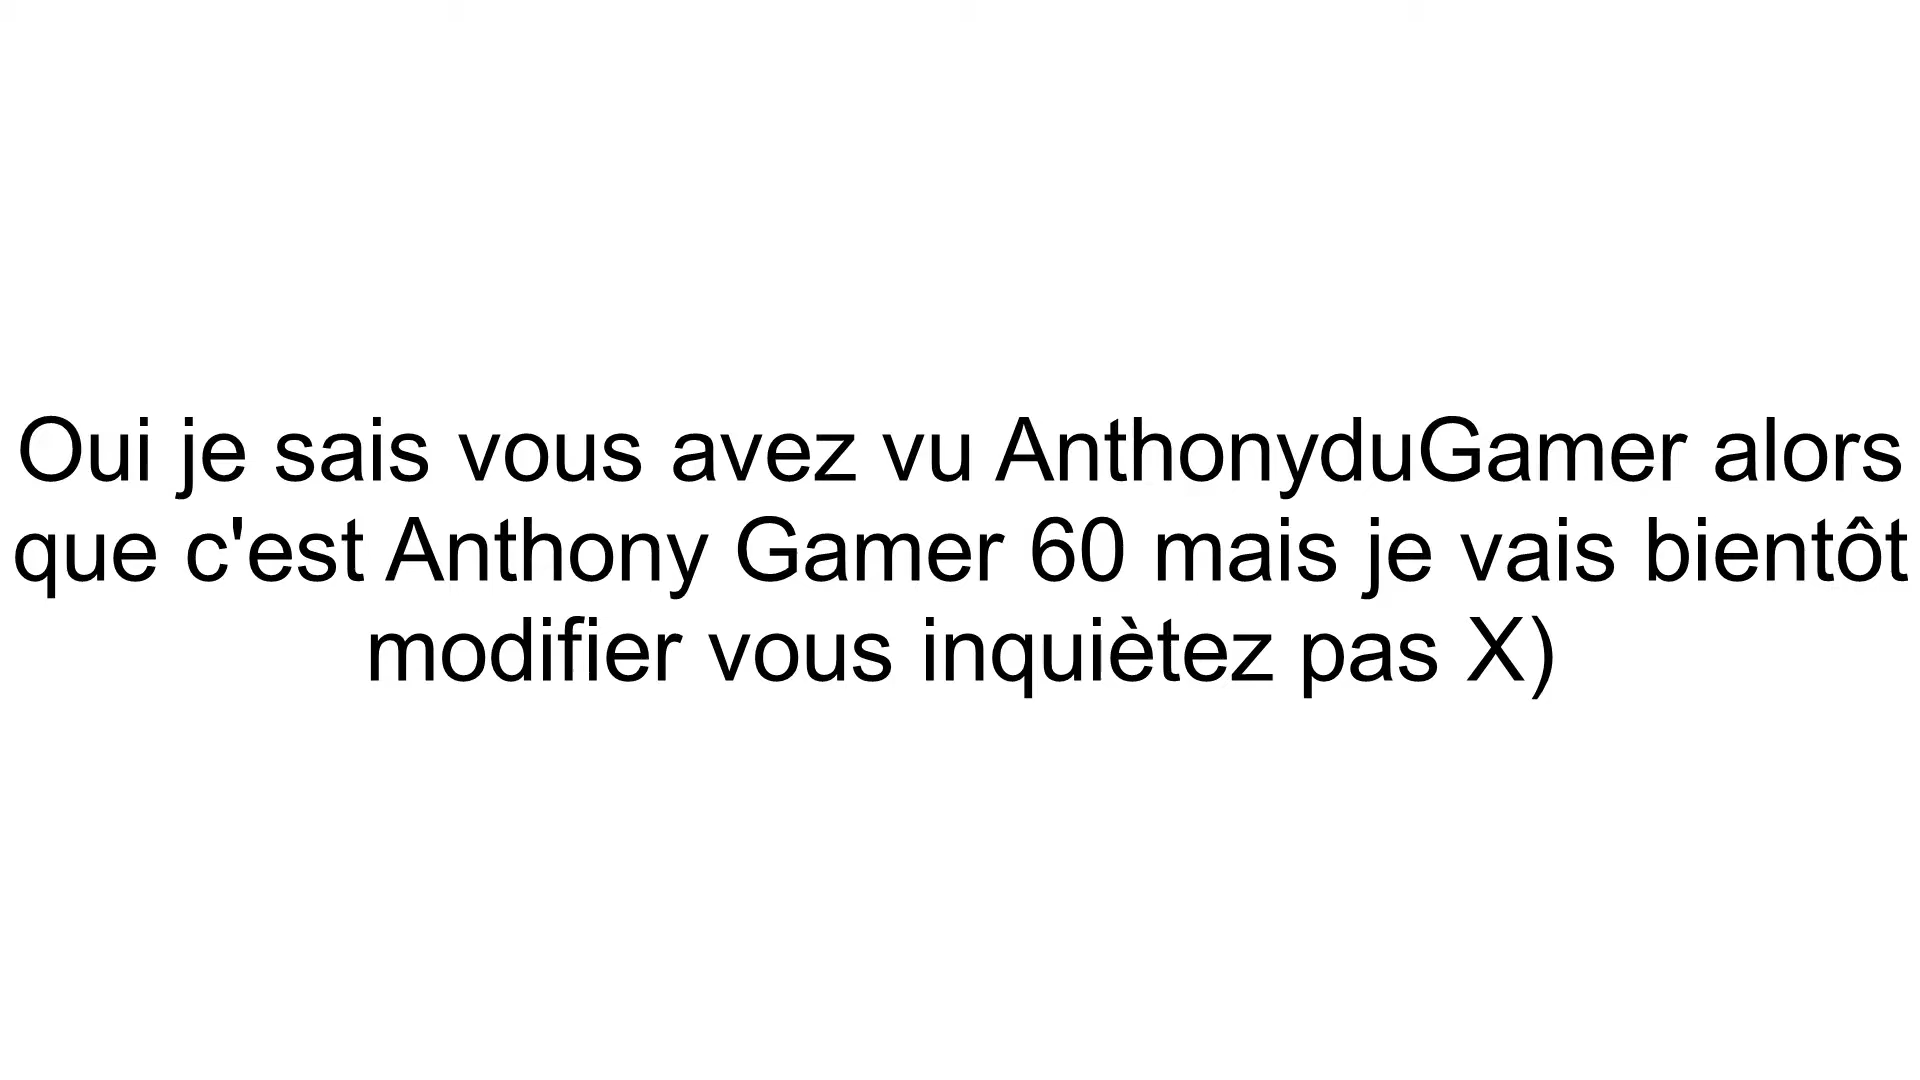 Oui je sais vous avez vu AnthonyduGamer alors
que c'est Anthony Gamer 60 mais je vais bientôt
modifier vous inquiètez pas X)